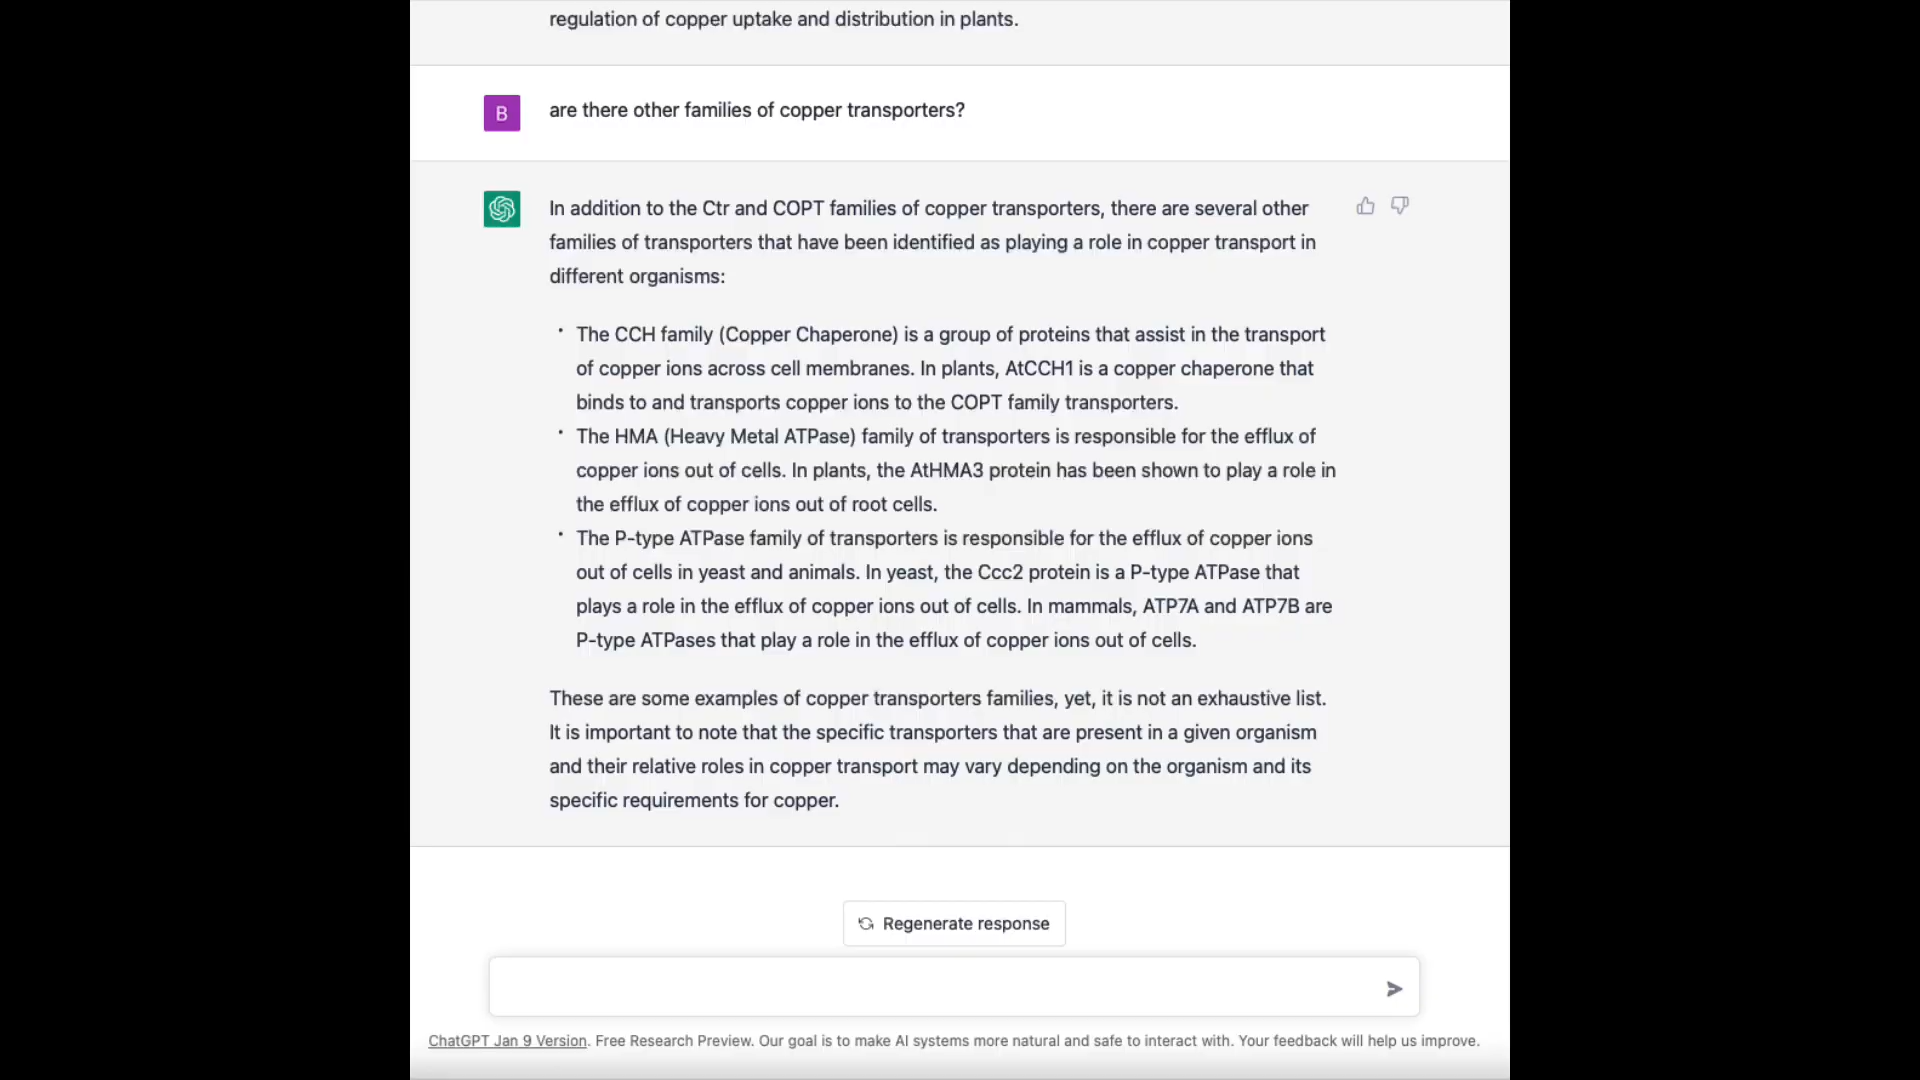 regulation of copper uptake and distribution in plants.
B
are there other families of copper transporters?
In addition to the Ctr and COPT families of copper transporters, there are several other
families of transporters that have been identified as playing a role in copper transport in
different organisms:
• The CCH family (Copper Chaperone) is a group of proteins that assist in the transport
of copper ions across cell membranes. In plants, AtCCH1 is a copper chaperone that
binds to and transports copper ions to the COPT family transporters.
• The HMA (Heavy Metal ATPase) family of transporters is responsible for the efflux of
copper ions out of cells. In plants, the AtHMA3 protein has been shown to play a role in
the efflux of copper ions out of root cells.
• The P-type ATPase family of transporters is responsible for the efflux of copper ions
out of cells in yeast and animals. In yeast, the Ccc2 protein is a P-type ATPase that
plays a role in the efflux of copper ions out of cells. In mammals, ATP7A and ATP7B are
P-type ATPases that play a role in the efflux of copper ions out of cells.
These are some examples of copper transporters families, yet, it is not an exhaustive list.
It is important to note that the specific transporters that are present in a given organism
and their relative roles in copper transport may vary depending on the organism and its
specific requirements for copper.
Regenerate response
ChatGPT Jan 9 Version. Free Research Preview. Our goal is to make AI systems more natural and safe to interact with. Your feedback will help us improve.